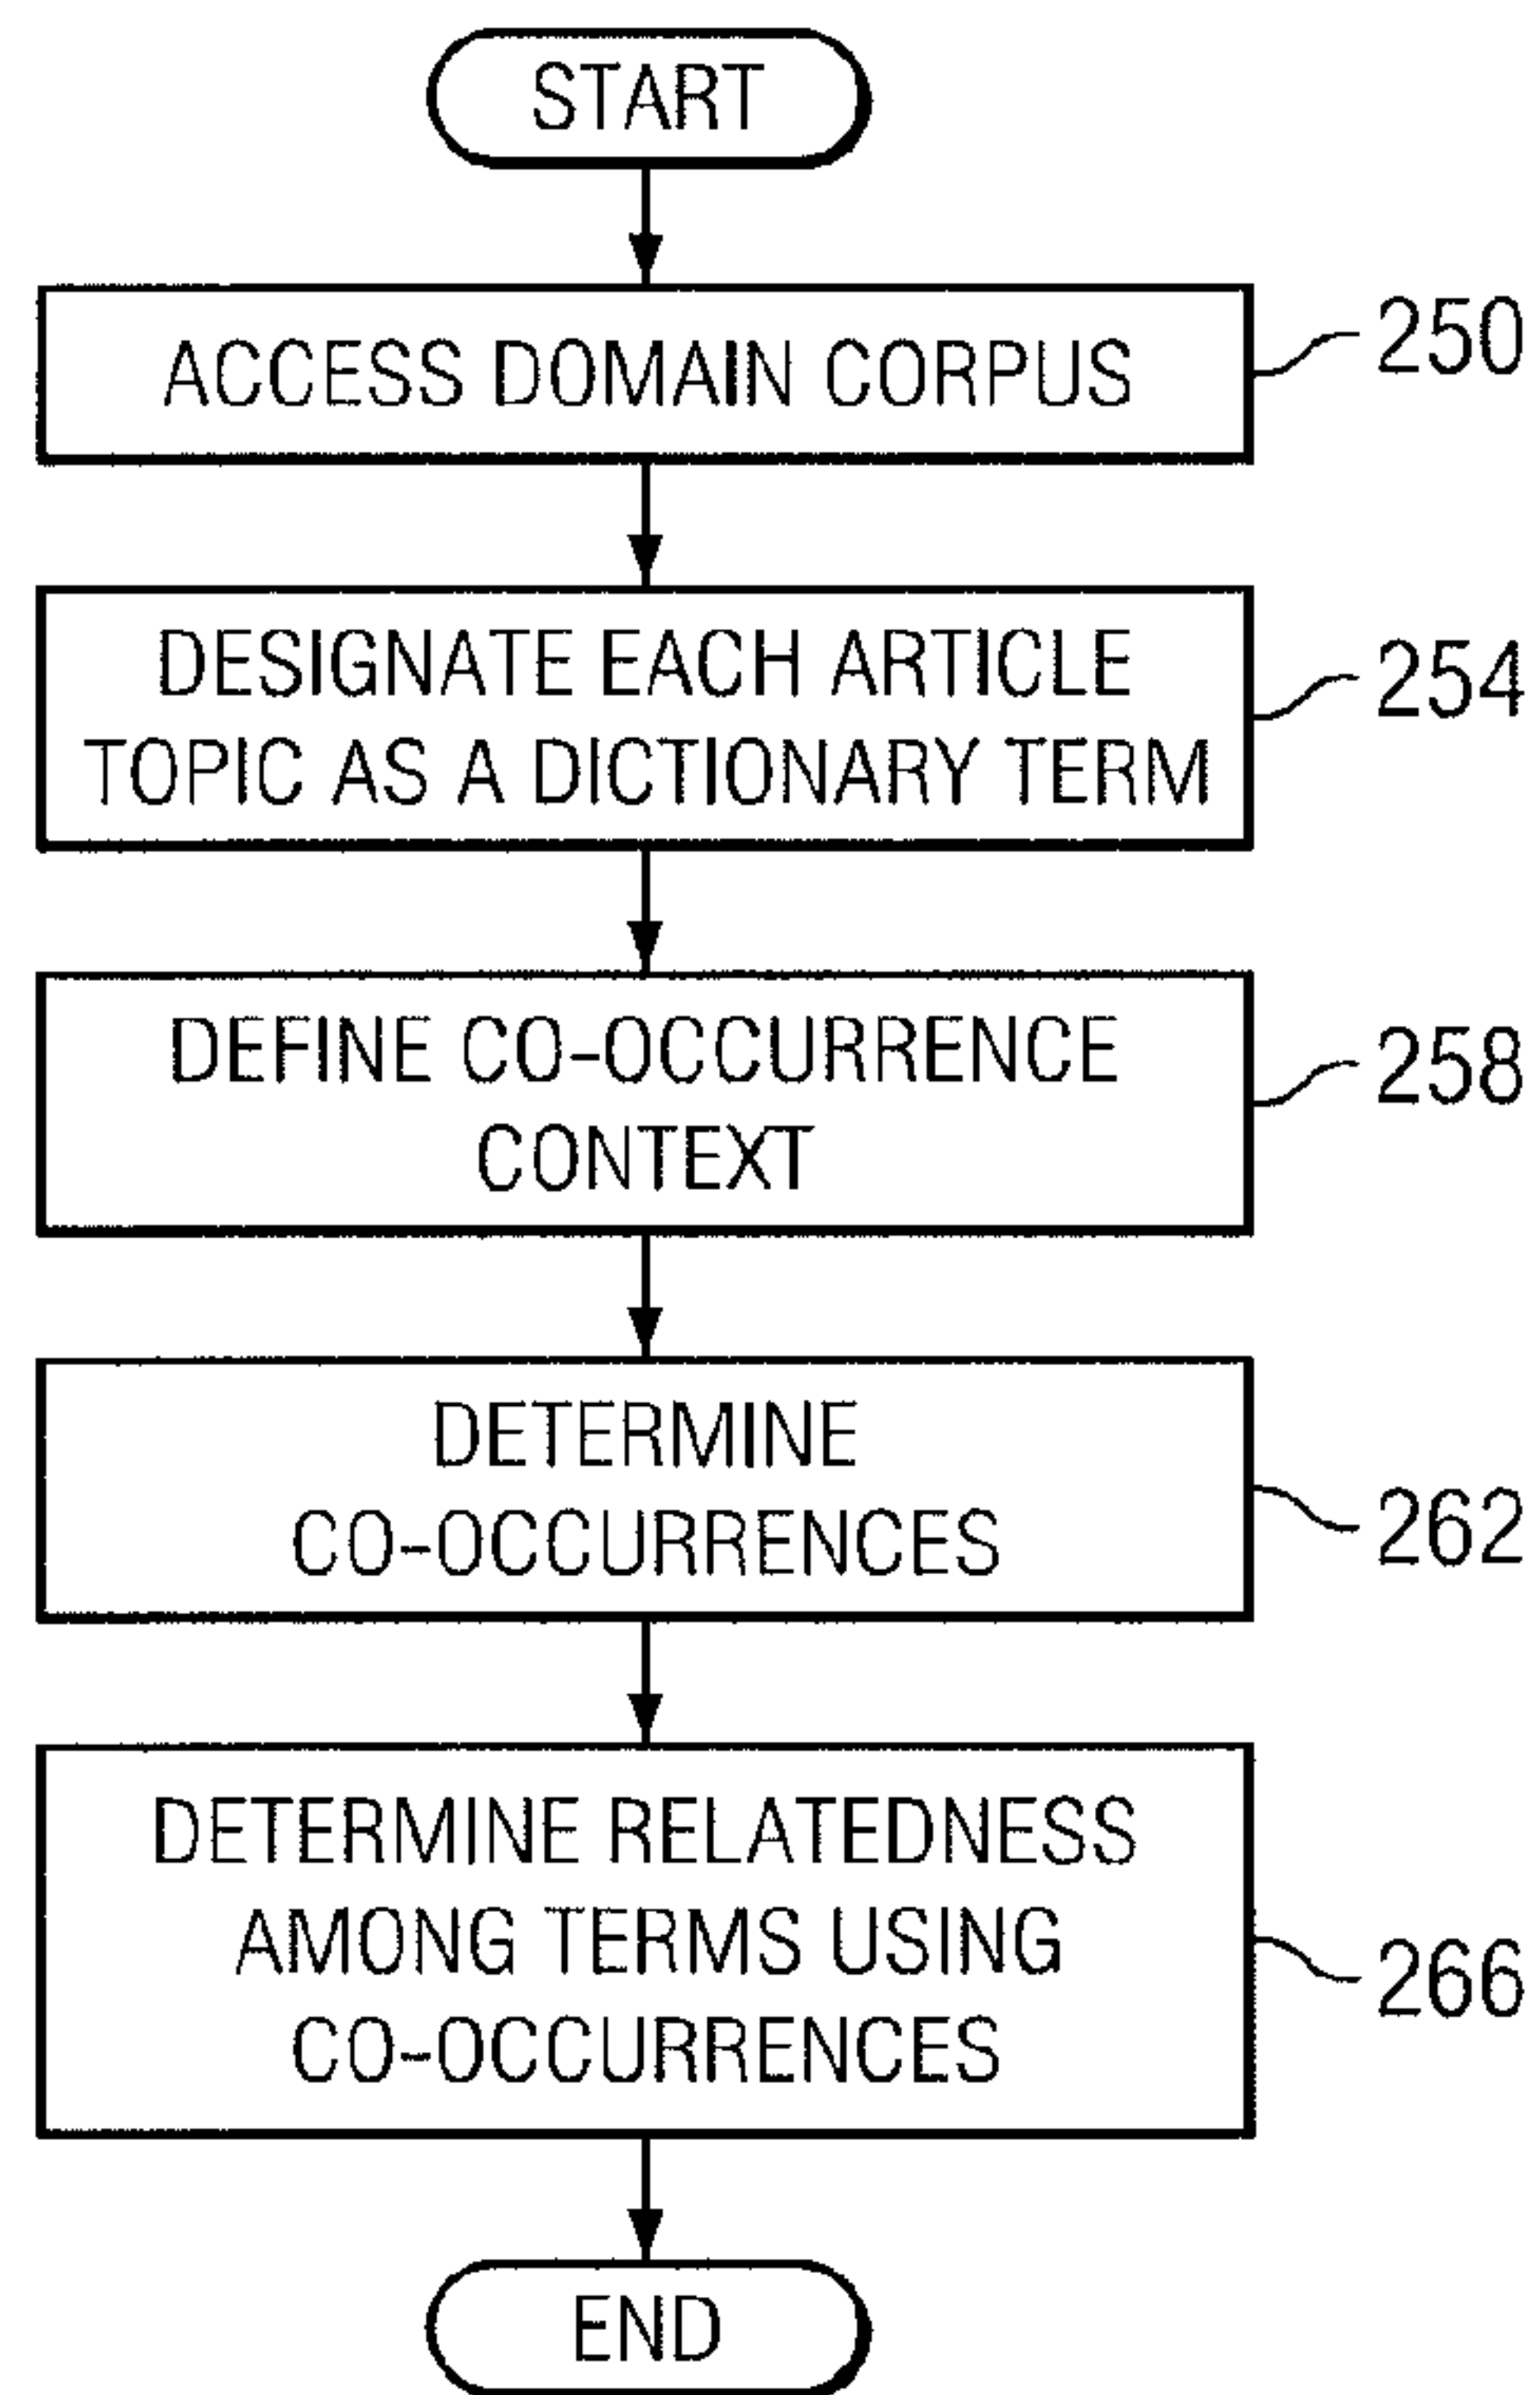 START
ACCESS DOMAIN CORPUS
250
DESIGNATE EACH ARTICLE
TOPIC AS A DICTIONARY TERM
254
DEFINE CO-OCCURRENCE
CONTEXT
258
DETERMINE
CO-OCCURRENCES
262
DETERMINE RELATEDNESS
AMONG TERMS USING
CO-OCCURRENCES
266
END